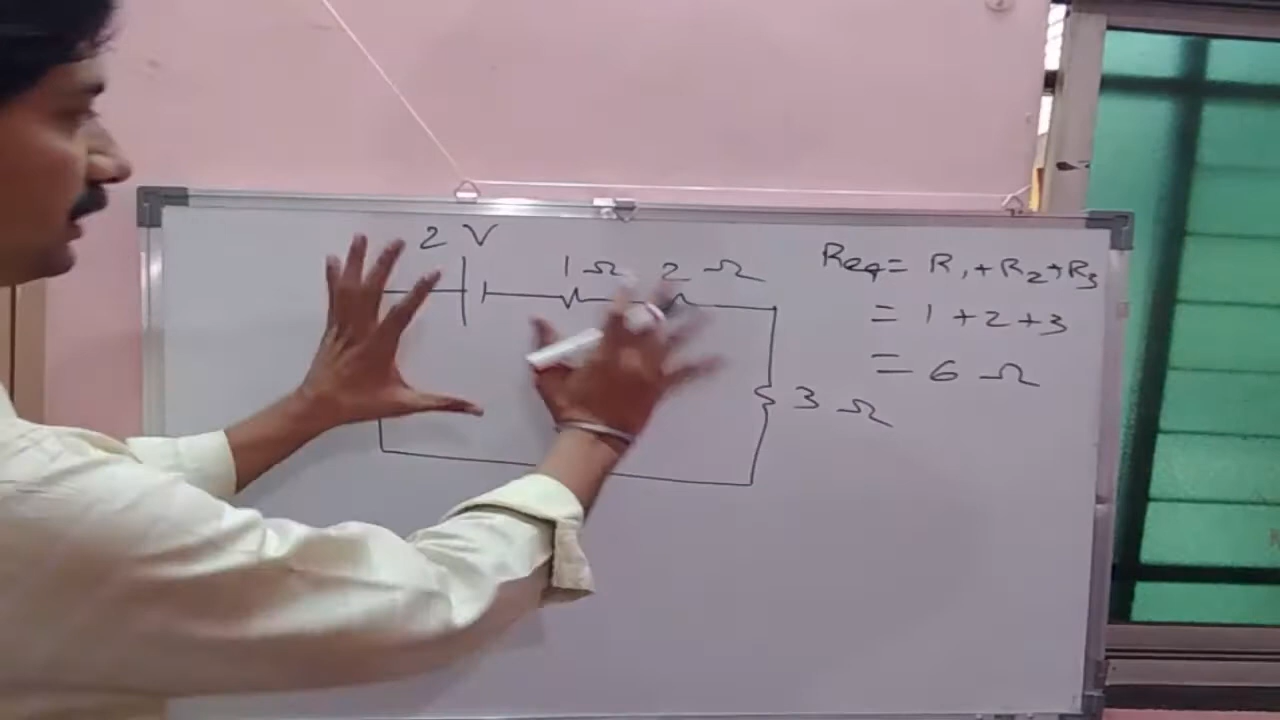 2 V
1 Ω 2 Ω
3 Ω
Req = R1 + R2 + R3
= 1 + 2 + 3
= 6 Ω